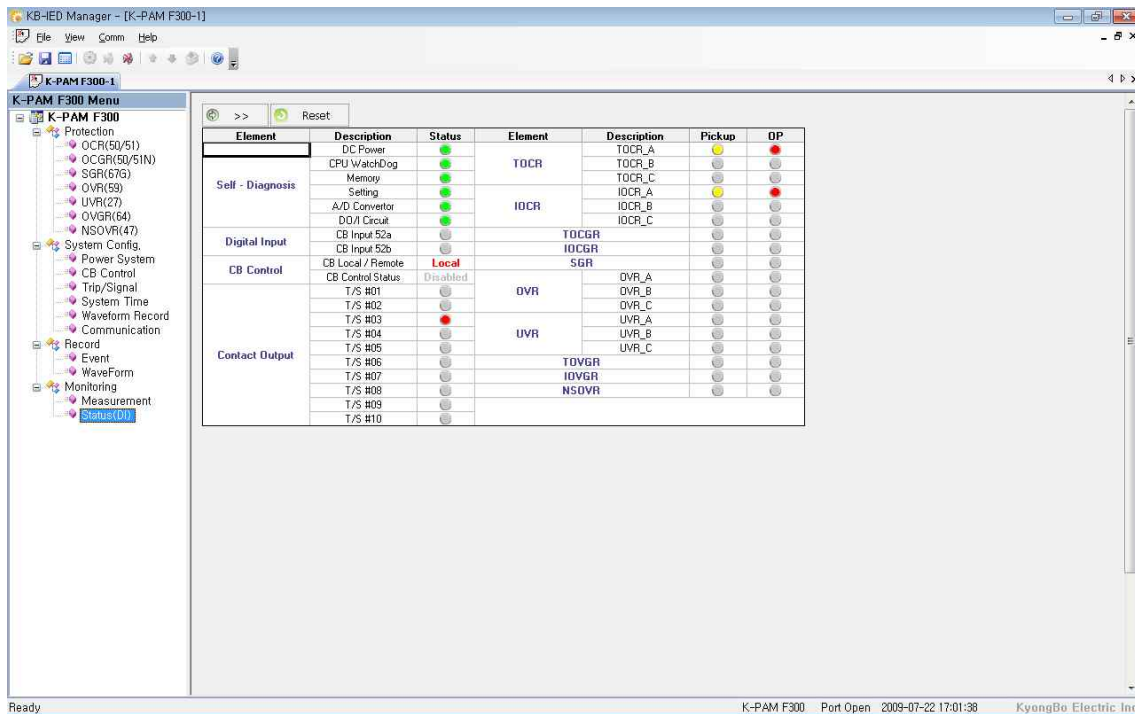 KB-IED Manager - [K-PAM F300-1]
File View Comm Help
K-PAM F300-1
K-PAM F300 Menu
K-PAM F300
Protection
OCR(50/51)
OCGR(50/51N)
SGR(67G)
OVR(59)
UVR(27)
OVGR(64)
NSOVR(47)
System Config,
Power System
CB Control
Trip/Signal
System Time
Waveform Record
Communication
Record
Event
WaveForm
Monitoring
Measurement
Status(DI)
>> Reset
Element Description Status Element Description Pickup OP
Self - Diagnosis
DC Power
CPU WatchDog
Memory
Setting
A/D Convertor
DO/I Circuit
Digital Input
CB Input 52a
CB Input 52b
CB Control
CB Local / Remote Local
CB Control Status Disabled
Contact Output
T/S #01
T/S #02
T/S #03
T/S #04
T/S #05
T/S #06
T/S #07
T/S #08
T/S #09
T/S #10
TOCR
TOCR_A
TOCR_B
TOCR_C
IOCR
IOCR_A
IOCR_B
IOCR_C
TOCGR
IOCGR
SGR
OVR
OVR_A
OVR_B
OVR_C
UVR
UVR_A
UVR_B
UVR_C
TOVGR
IOVGR
NSOVR
Ready K-PAM F300 Port Open 2009-07-22 17:01:38 KyongBo Electric Inc